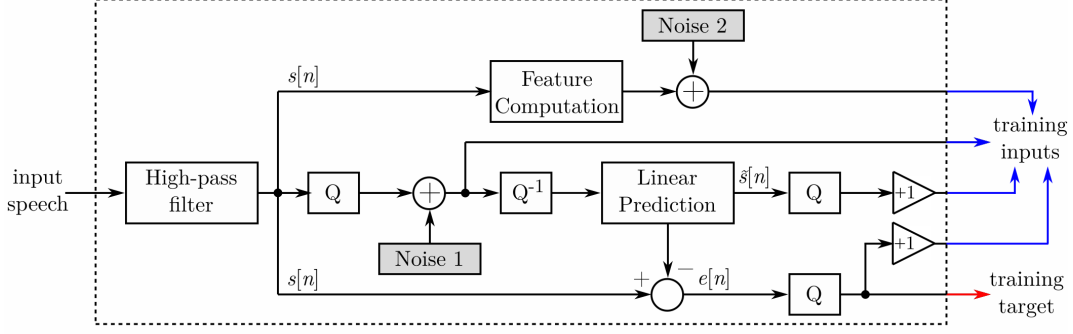 Noise 2
s[n]
Feature
Computation
+
training
inputs
input
speech
High-pass
filter
Q
+
Q-1
Linear
Prediction
ŝ[n]
Q
+1
Noise 1
+1
s[n]
+
−
e[n]
Q
training
target